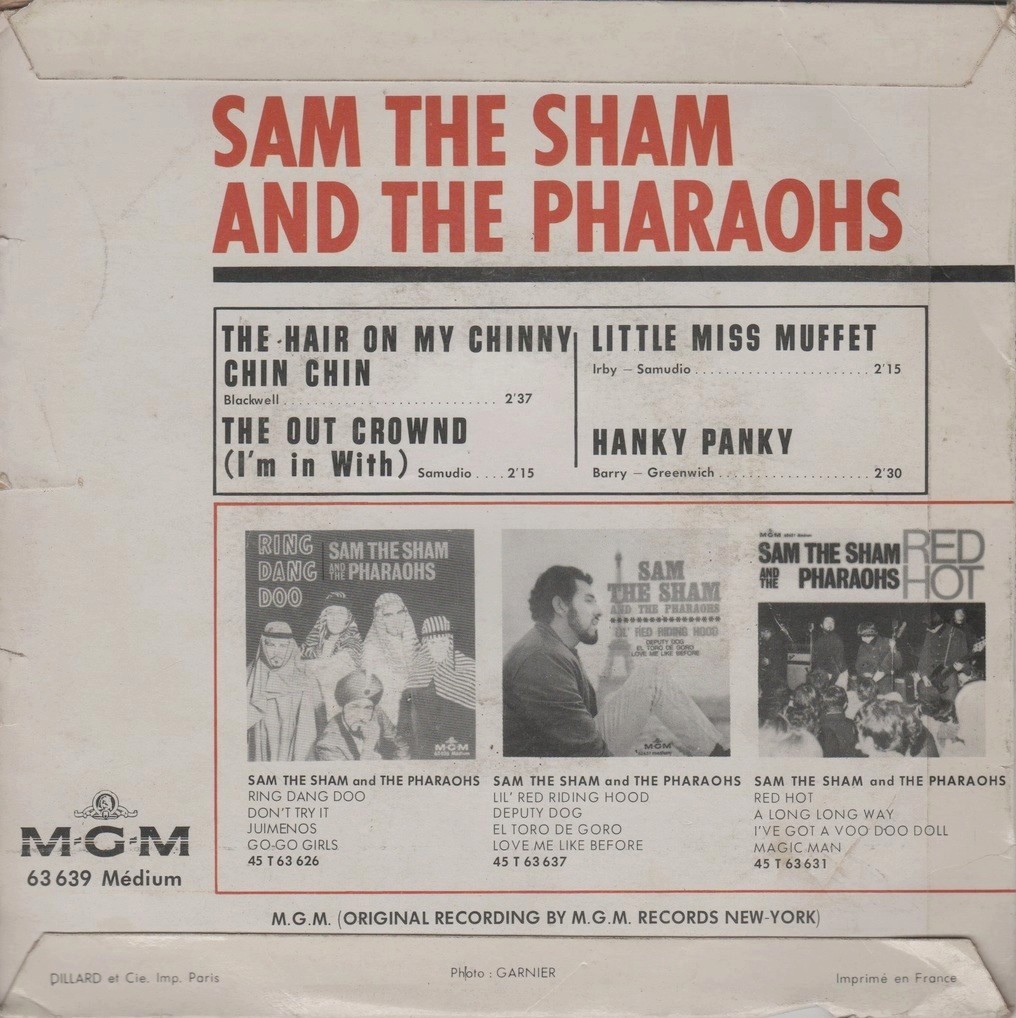 SAM THE SHAM
AND THE PHARAOHS
THE HAIR ON MY CHINNY
CHIN CHIN
Blackwell ........................... 2'37
THE OUT CROWND
(I'm in With) Samudio .... 2'15
LITTLE MISS MUFFET
Irby — Samudio ....................... 2'15
HANKY PANKY
Barry — Greenwich .................... 2'30
RING
DANG
DOO
SAM THE SHAM
AND THE PHARAOHS
MGM
SAM
THE SHAM
AND THE PHARAOHS
LIL' RED RIDING HOOD
DEPUTY DOG
EL TORO DE GORO
LOVE ME LIKE BEFORE
MGM
MGM
SAM THE SHAM
AND THE PHARAOHS
RED
HOT
SAM THE SHAM and THE PHARAOHS
RING DANG DOO
DON'T TRY IT
JUIMENOS
GO-GO GIRLS
45 T 63 626
SAM THE SHAM and THE PHARAOHS
LIL' RED RIDING HOOD
DEPUTY DOG
EL TORO DE GORO
LOVE ME LIKE BEFORE
45 T 63 637
SAM THE SHAM and THE PHARAOHS
RED HOT
A LONG LONG WAY
I'VE GOT A VOO DOO DOLL
MAGIC MAN
45 T 63 631
M-G-M
63 639 Médium
M.G.M. (ORIGINAL RECORDING BY M.G.M. RECORDS NEW-YORK)
DILLARD et Cie. Imp. Paris
Photo : GARNIER
Imprimé en France